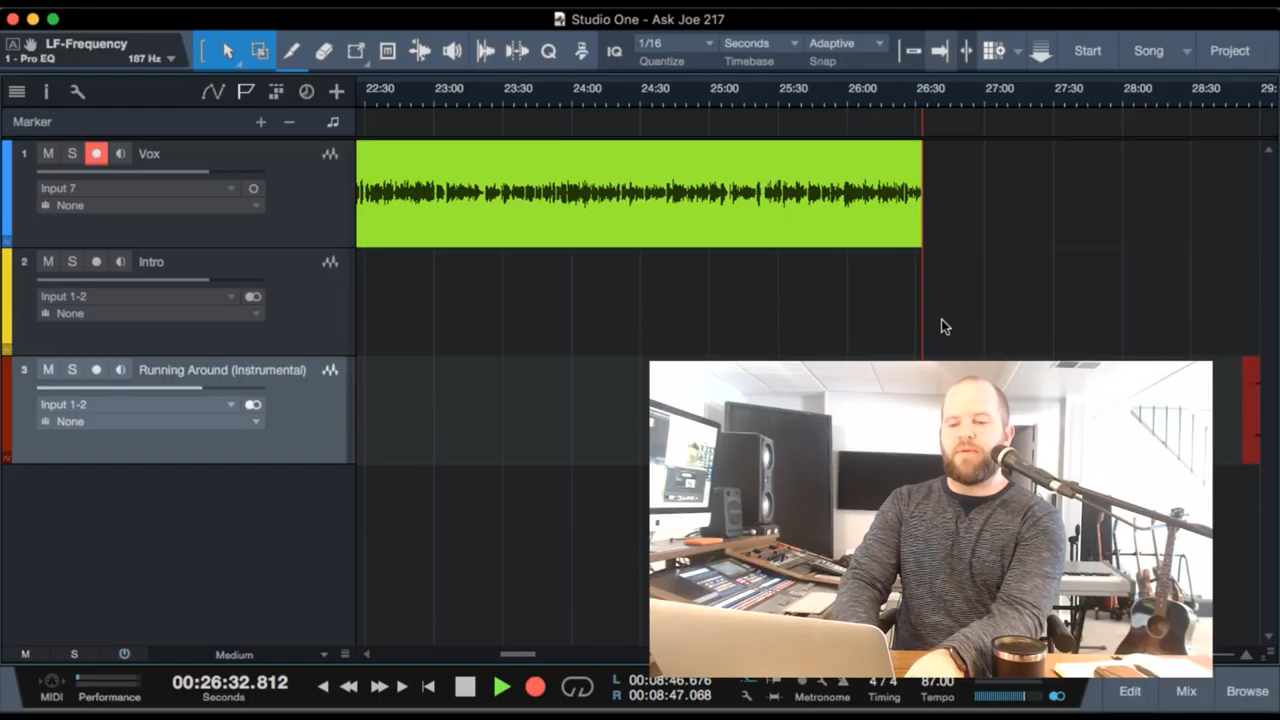 Studio One - Ask Joe 217
A LF-Frequency
1 - Pro EQ 187 Hz
IQ 1/16 Seconds Adaptive
Quantize Timebase Snap
Start Song Project
22:30 23:00 23:30 24:00 24:30 25:00 25:30 26:00 26:30 27:00 27:30 28:00 28:30 29:
Marker
1 M S Vox
Input 7
None
2 M S Intro
Input 1-2
None
3 M S Running Around (Instrumental)
Input 1-2
None
M S Medium
MIDI Performance
00:26:32.812
Seconds
L 00:08:46.676
R 00:08:47.068
Metronome
4 / 4
Timing
87.00
Tempo
Edit Mix Browse